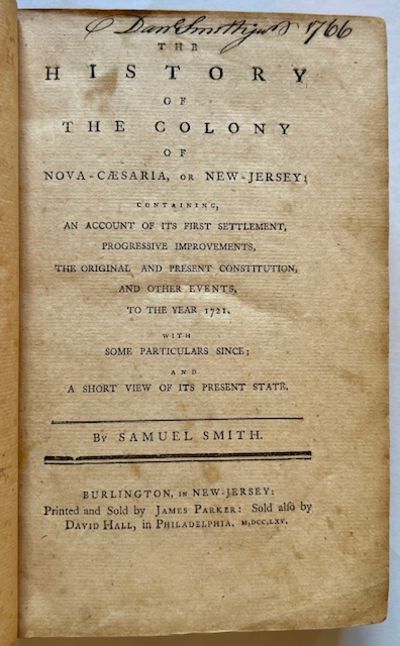 Dan Smith jun 1766
THE
HISTORY
OF
THE COLONY
OF
NOVA-CÆSARIA, OR NEW-JERSEY:
CONTAINING,
AN ACCOUNT OF ITS FIRST SETTLEMENT,
PROGRESSIVE IMPROVEMENTS,
THE ORIGINAL AND PRESENT CONSTITUTION,
AND OTHER EVENTS,
TO THE YEAR 1721.
WITH
SOME PARTICULARS SINCE;
AND
A SHORT VIEW OF ITS PRESENT STATE.
BY SAMUEL SMITH.
BURLINGTON, IN NEW-JERSEY:
Printed and Sold by JAMES PARKER: Sold alſo by
DAVID HALL, in PHILADELPHIA. M,DCC,LXV.